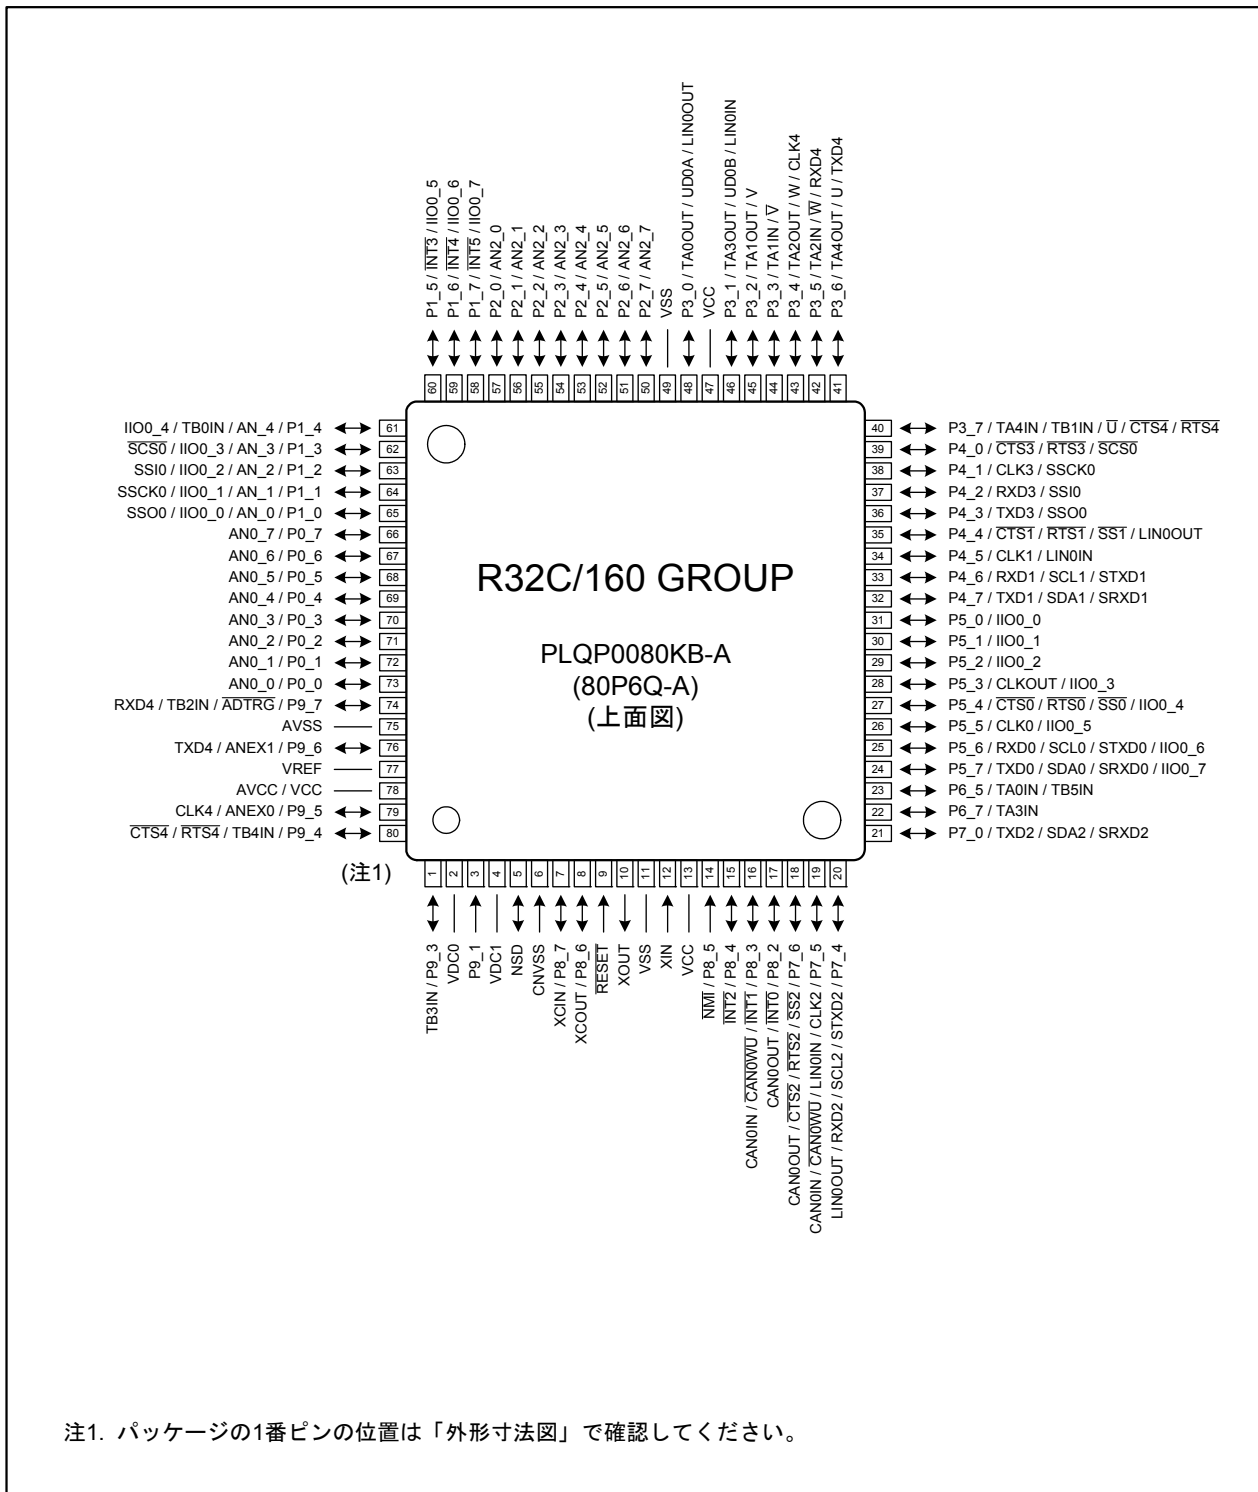 P1_5 / INT3 / IIO0_5
P1_6 / INT4 / IIO0_6
P1_7 / INT5 / IIO0_7
P2_0 / AN2_0
P2_1 / AN2_1
P2_2 / AN2_2
P2_3 / AN2_3
P2_4 / AN2_4
P2_5 / AN2_5
P2_6 / AN2_6
P2_7 / AN2_7
VSS
P3_0 / TA0OUT / UD0A / LIN0OUT
VCC
P3_1 / TA3OUT / UD0B / LIN0IN
P3_2 / TA1OUT / V
P3_3 / TA1IN / V̅
P3_4 / TA2OUT / W / CLK4
P3_5 / TA2IN / W̅ / RXD4
P3_6 / TA4OUT / U / TXD4
60 59 58 57 56 55 54 53 52 51 50 49 48 47 46 45 44 43 42 41
IIO0_4 / TB0IN / AN_4 / P1_4 61
SCS0 / IIO0_3 / AN_3 / P1_3 62
SSI0 / IIO0_2 / AN_2 / P1_2 63
SSCK0 / IIO0_1 / AN_1 / P1_1 64
SSO0 / IIO0_0 / AN_0 / P1_0 65
AN0_7 / P0_7 66
AN0_6 / P0_6 67
AN0_5 / P0_5 68
AN0_4 / P0_4 69
AN0_3 / P0_3 70
AN0_2 / P0_2 71
AN0_1 / P0_1 72
AN0_0 / P0_0 73
RXD4 / TB2IN / ADTRG / P9_7 74
AVSS 75
TXD4 / ANEX1 / P9_6 76
VREF 77
AVCC / VCC 78
CLK4 / ANEX0 / P9_5 79
CTS4 / RTS4 / TB4IN / P9_4 80
R32C/160 GROUP
PLQP0080KB-A
(80P6Q-A)
(上面図)
40 P3_7 / TA4IN / TB1IN / U̅ / CTS4 / RTS4
39 P4_0 / CTS3 / RTS3 / SCS0
38 P4_1 / CLK3 / SSCK0
37 P4_2 / RXD3 / SSI0
36 P4_3 / TXD3 / SSO0
35 P4_4 / CTS1 / RTS1 / SS1 / LIN0OUT
34 P4_5 / CLK1 / LIN0IN
33 P4_6 / RXD1 / SCL1 / STXD1
32 P4_7 / TXD1 / SDA1 / SRXD1
31 P5_0 / IIO0_0
30 P5_1 / IIO0_1
29 P5_2 / IIO0_2
28 P5_3 / CLKOUT / IIO0_3
27 P5_4 / CTS0 / RTS0 / SS0 / IIO0_4
26 P5_5 / CLK0 / IIO0_5
25 P5_6 / RXD0 / SCL0 / STXD0 / IIO0_6
24 P5_7 / TXD0 / SDA0 / SRXD0 / IIO0_7
23 P6_5 / TA0IN / TB5IN
22 P6_7 / TA3IN
21 P7_0 / TXD2 / SDA2 / SRXD2
(注1)
1 2 3 4 5 6 7 8 9 10 11 12 13 14 15 16 17 18 19 20
TB3IN / P9_3
VDC0
P9_1
VDC1
NSD
CNVSS
XCIN / P8_7
XCOUT / P8_6
RESET
XOUT
VSS
XIN
VCC
NMI / P8_5
INT2 / P8_4
CAN0IN / CAN0WU / INT1 / P8_3
CAN0OUT / INT0 / P8_2
CAN0OUT / CTS2 / RTS2 / SS2 / P7_6
CAN0IN / CAN0WU / LIN0IN / CLK2 / P7_5
LIN0OUT / RXD2 / SCL2 / STXD2 / P7_4
注1. パッケージの1番ピンの位置は「外形寸法図」で確認してください。